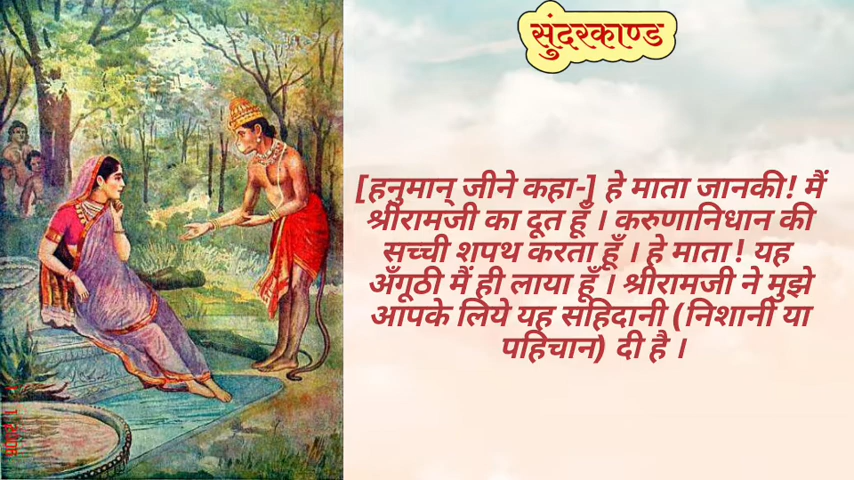 सुंदरकाण्ड
[हनुमान् जीने कहा-] हे माता जानकी! मैं
श्रीरामजी का दूत हूँ । करुणानिधान की
सच्ची शपथ करता हूँ । हे माता! यह
अँगूठी मैं ही लाया हूँ । श्रीरामजी ने मुझे
आपके लिये यह सहिदानी (निशानी या
पहिचान) दी है ।